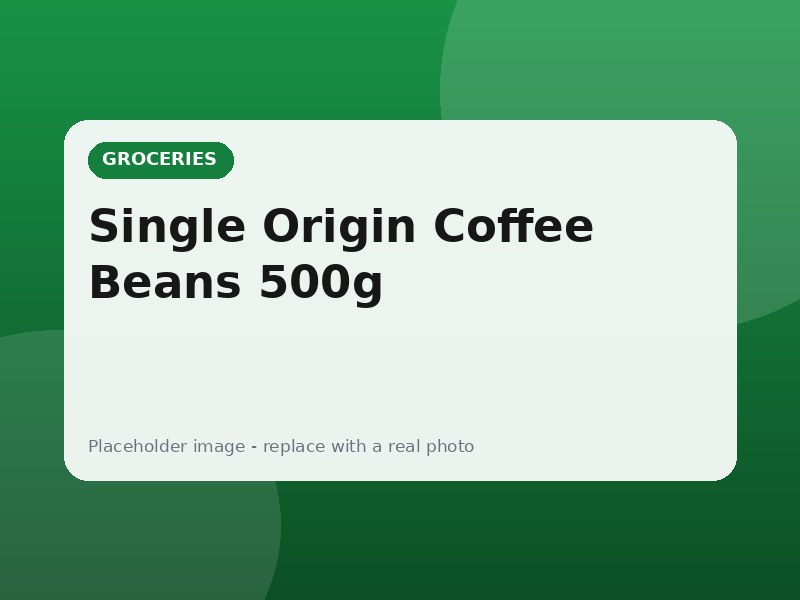 GROCERIES
Single Origin Coffee
Beans 500g
Placeholder image - replace with a real photo